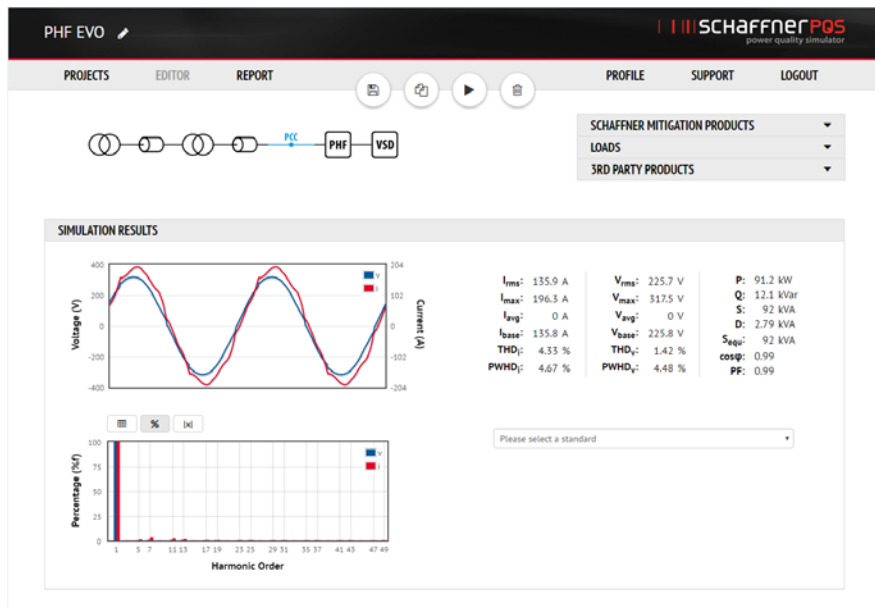 PHF EVO
SCHAFFNER PQS
power quality simulator
PROJECTS EDITOR REPORT PROFILE SUPPORT LOGOUT
PCC
PHF VSD
SCHAFFNER MITIGATION PRODUCTS
LOADS
3RD PARTY PRODUCTS
SIMULATION RESULTS
Voltage (V)
400
200
0
-200
-400
v
i
204
102
0
-102
-204
Current (A)
Irms: 135.9 A Vrms: 225.7 V P: 91.2 kW
Imax: 196.3 A Vmax: 317.5 V Q: 12.1 kVar
Iavg: 0 A Vavg: 0 V S: 92 kVA
Ibase: 135.8 A Vbase: 225.8 V D: 2.79 kVA
THDi: 4.33 % THDv: 1.42 % Sequ: 92 kVA
PWHDi: 4.67 % PWHDv: 4.48 % cosφ: 0.99
PF: 0.99
% |x|
Please select a standard
Percentage (%f)
100
75
50
25
0
v
i
1 5 7 11 13 17 19 23 25 29 31 35 37 41 43 47 49
Harmonic Order